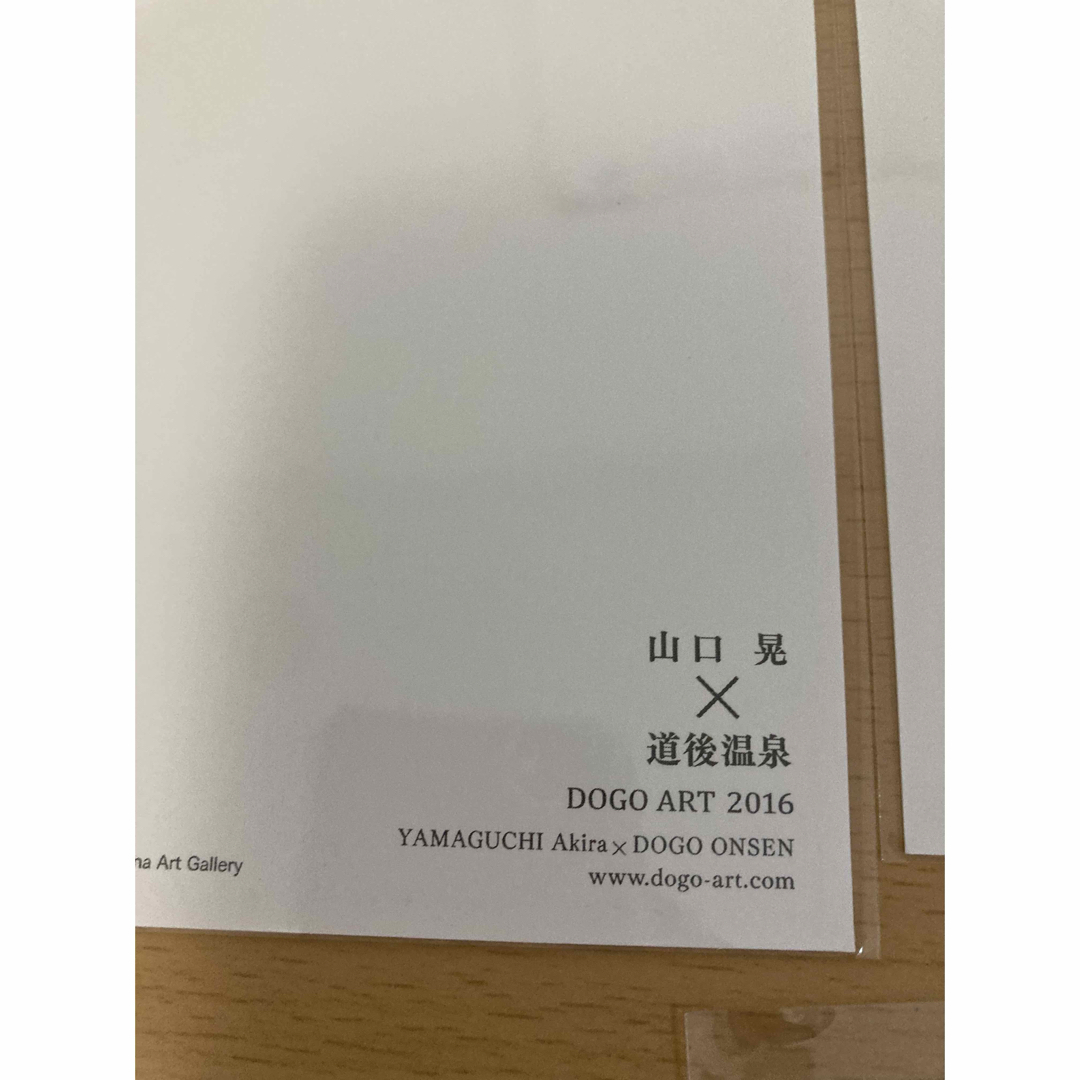 山口 晃
×
道後温泉
DOGO ART 2016
YAMAGUCHI Akira×DOGO ONSEN
www.dogo-art.com
Art Gallery